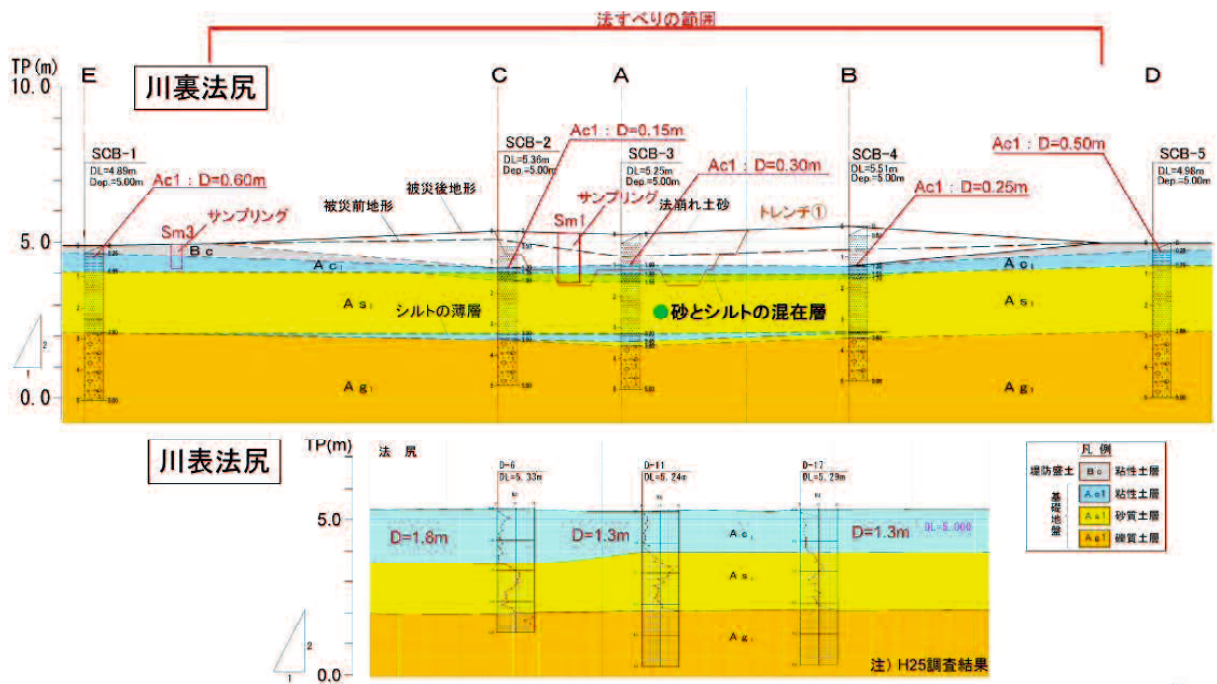 法すべりの範囲
TP(m)
E
C
A
B
D
10.0
川裏法尻
SCB-1
DL=4.89m
Dep.=5.00m
Ac1 : D=0.60m
SCB-2
DL=5.36m
Dep.=5.00m
Ac1 : D=0.15m
SCB-3
DL=5.25m
Dep.=5.00m
Ac1 : D=0.30m
SCB-4
DL=5.51m
Dep.=5.00m
Ac1 : D=0.25m
Ac1 : D=0.50m
SCB-5
DL=4.98m
Dep.=5.00m
被災後地形
被災前地形
サンプリング
Sm3
サンプリング
Sm1
法崩れ土砂
トレンチ①
5.0
Bc
Ac1
Ac1
As1
シルトの薄層
砂とシルトの混在層
As1
2
1
0.0
Ag1
Ag1
川表法尻
TP(m)
法 尻
D-6
DL=5.33m
D-11
DL=5.24m
D-17
DL=5.29m
5.0
D=1.8m
D=1.3m
Ac1
D=1.3m
DL=5.000
As1
Ag1
2
1
0.0
注) H25調査結果
凡 例
堤防盛土
Bc
粘性土層
基礎地盤
Ac1
粘性土層
As1
砂質土層
Ag1
礫質土層